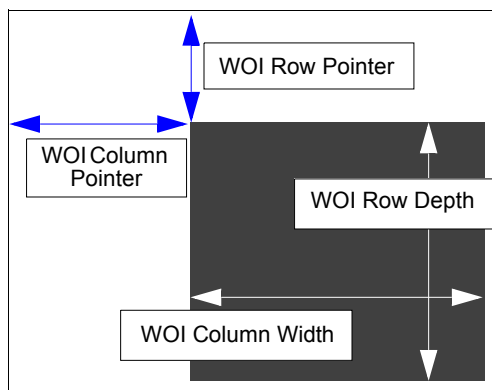 WOI Row Pointer
WOI Column
Pointer
WOI Row Depth
WOI Column Width